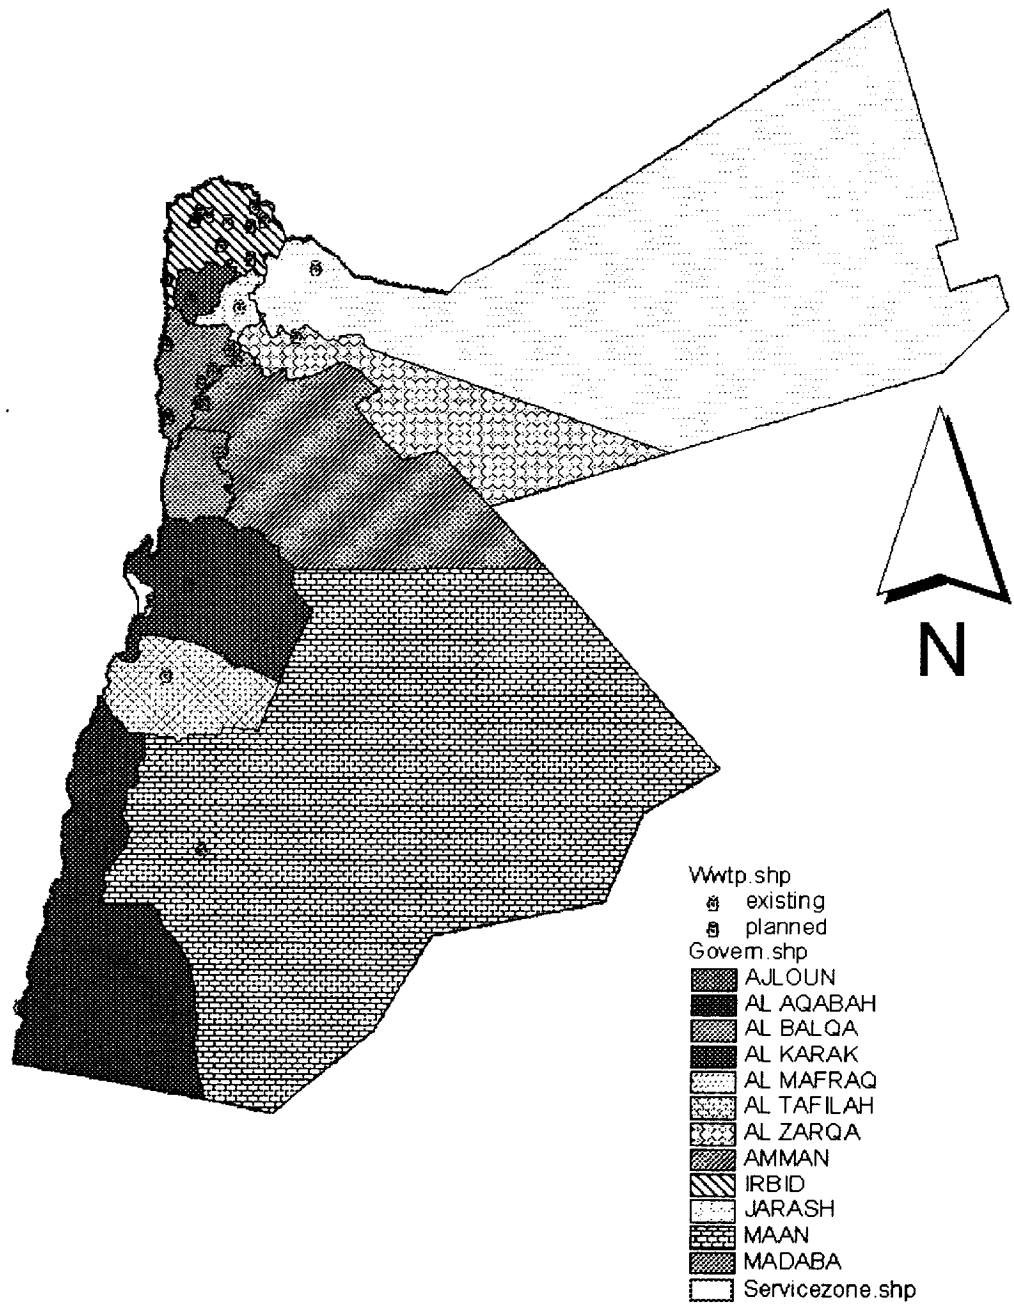 N
Wwtp.shp
existing
planned
Govern.shp
AJLOUN
AL AQABAH
AL BALQA
AL KARAK
AL MAFRAQ
AL TAFILAH
AL ZARQA
AMMAN
IRBID
JARASH
MAAN
MADABA
Servicezone.shp